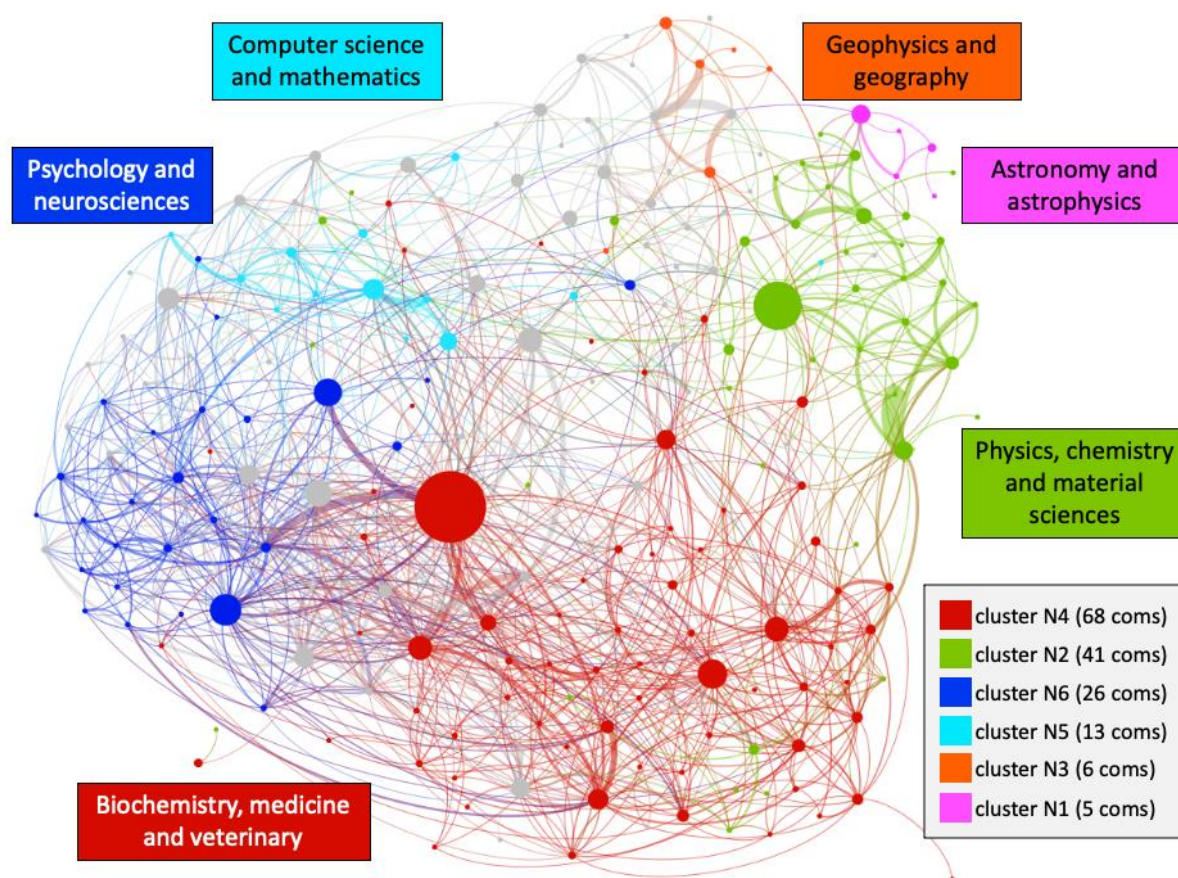 Computer science
and mathematics
Geophysics and
geography
Psychology and
neurosciences
Astronomy and
astrophysics
Physics, chemistry
and material
sciences
cluster N4 (68 coms)
cluster N2 (41 coms)
cluster N6 (26 coms)
cluster N5 (13 coms)
cluster N3 (6 coms)
cluster N1 (5 coms)
Biochemistry, medicine
and veterinary